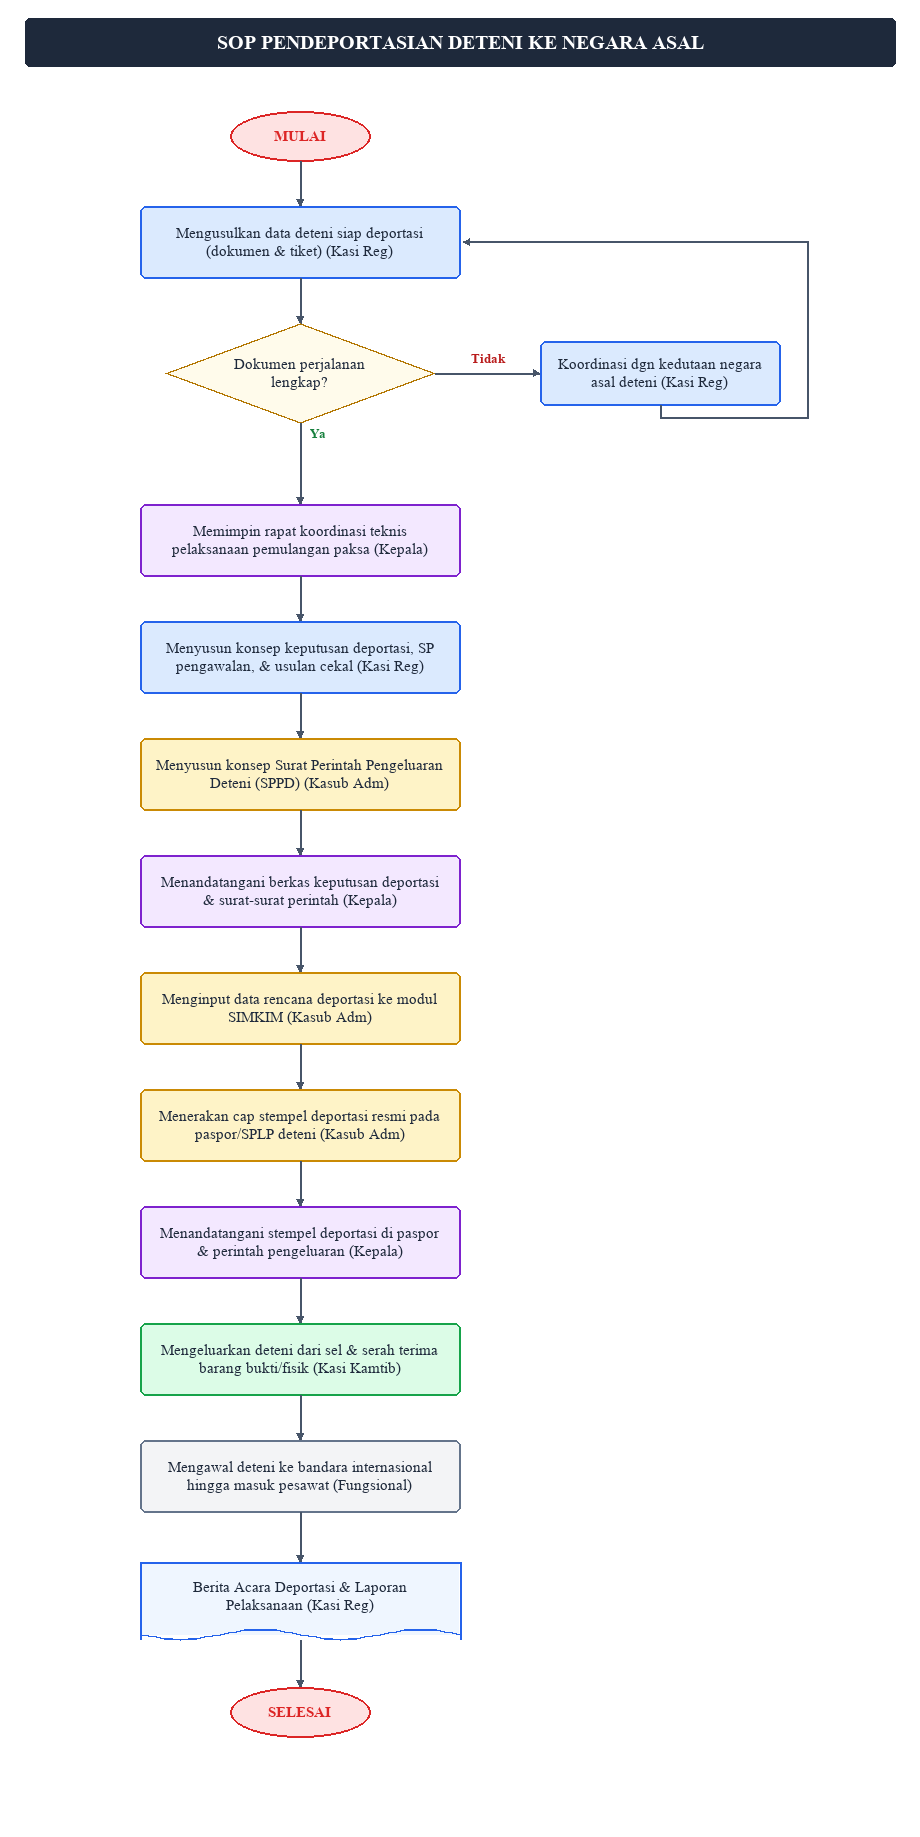 SOP PENDEPORTASIAN DETENI KE NEGARA ASAL
MULAI
Mengusulkan data deteni siap deportasi
(dokumen & tiket) (Kasi Reg)
Dokumen perjalanan
lengkap?
Tidak
Koordinasi dgn kedutaan negara
asal deteni (Kasi Reg)
Ya
Memimpin rapat koordinasi teknis
pelaksanaan pemulangan paksa (Kepala)
Menyusun konsep keputusan deportasi, SP
pengawalan, & usulan cekal (Kasi Reg)
Menyusun konsep Surat Perintah Pengeluaran
Deteni (SPPD) (Kasub Adm)
Menandatangani berkas keputusan deportasi
& surat-surat perintah (Kepala)
Menginput data rencana deportasi ke modul
SIMKIM (Kasub Adm)
Menerakan cap stempel deportasi resmi pada
paspor/SPLP deteni (Kasub Adm)
Menandatangani stempel deportasi di paspor
& perintah pengeluaran (Kepala)
Mengeluarkan deteni dari sel & serah terima
barang bukti/fisik (Kasi Kamtib)
Mengawal deteni ke bandara internasional
hingga masuk pesawat (Fungsional)
Berita Acara Deportasi & Laporan
Pelaksanaan (Kasi Reg)
SELESAI